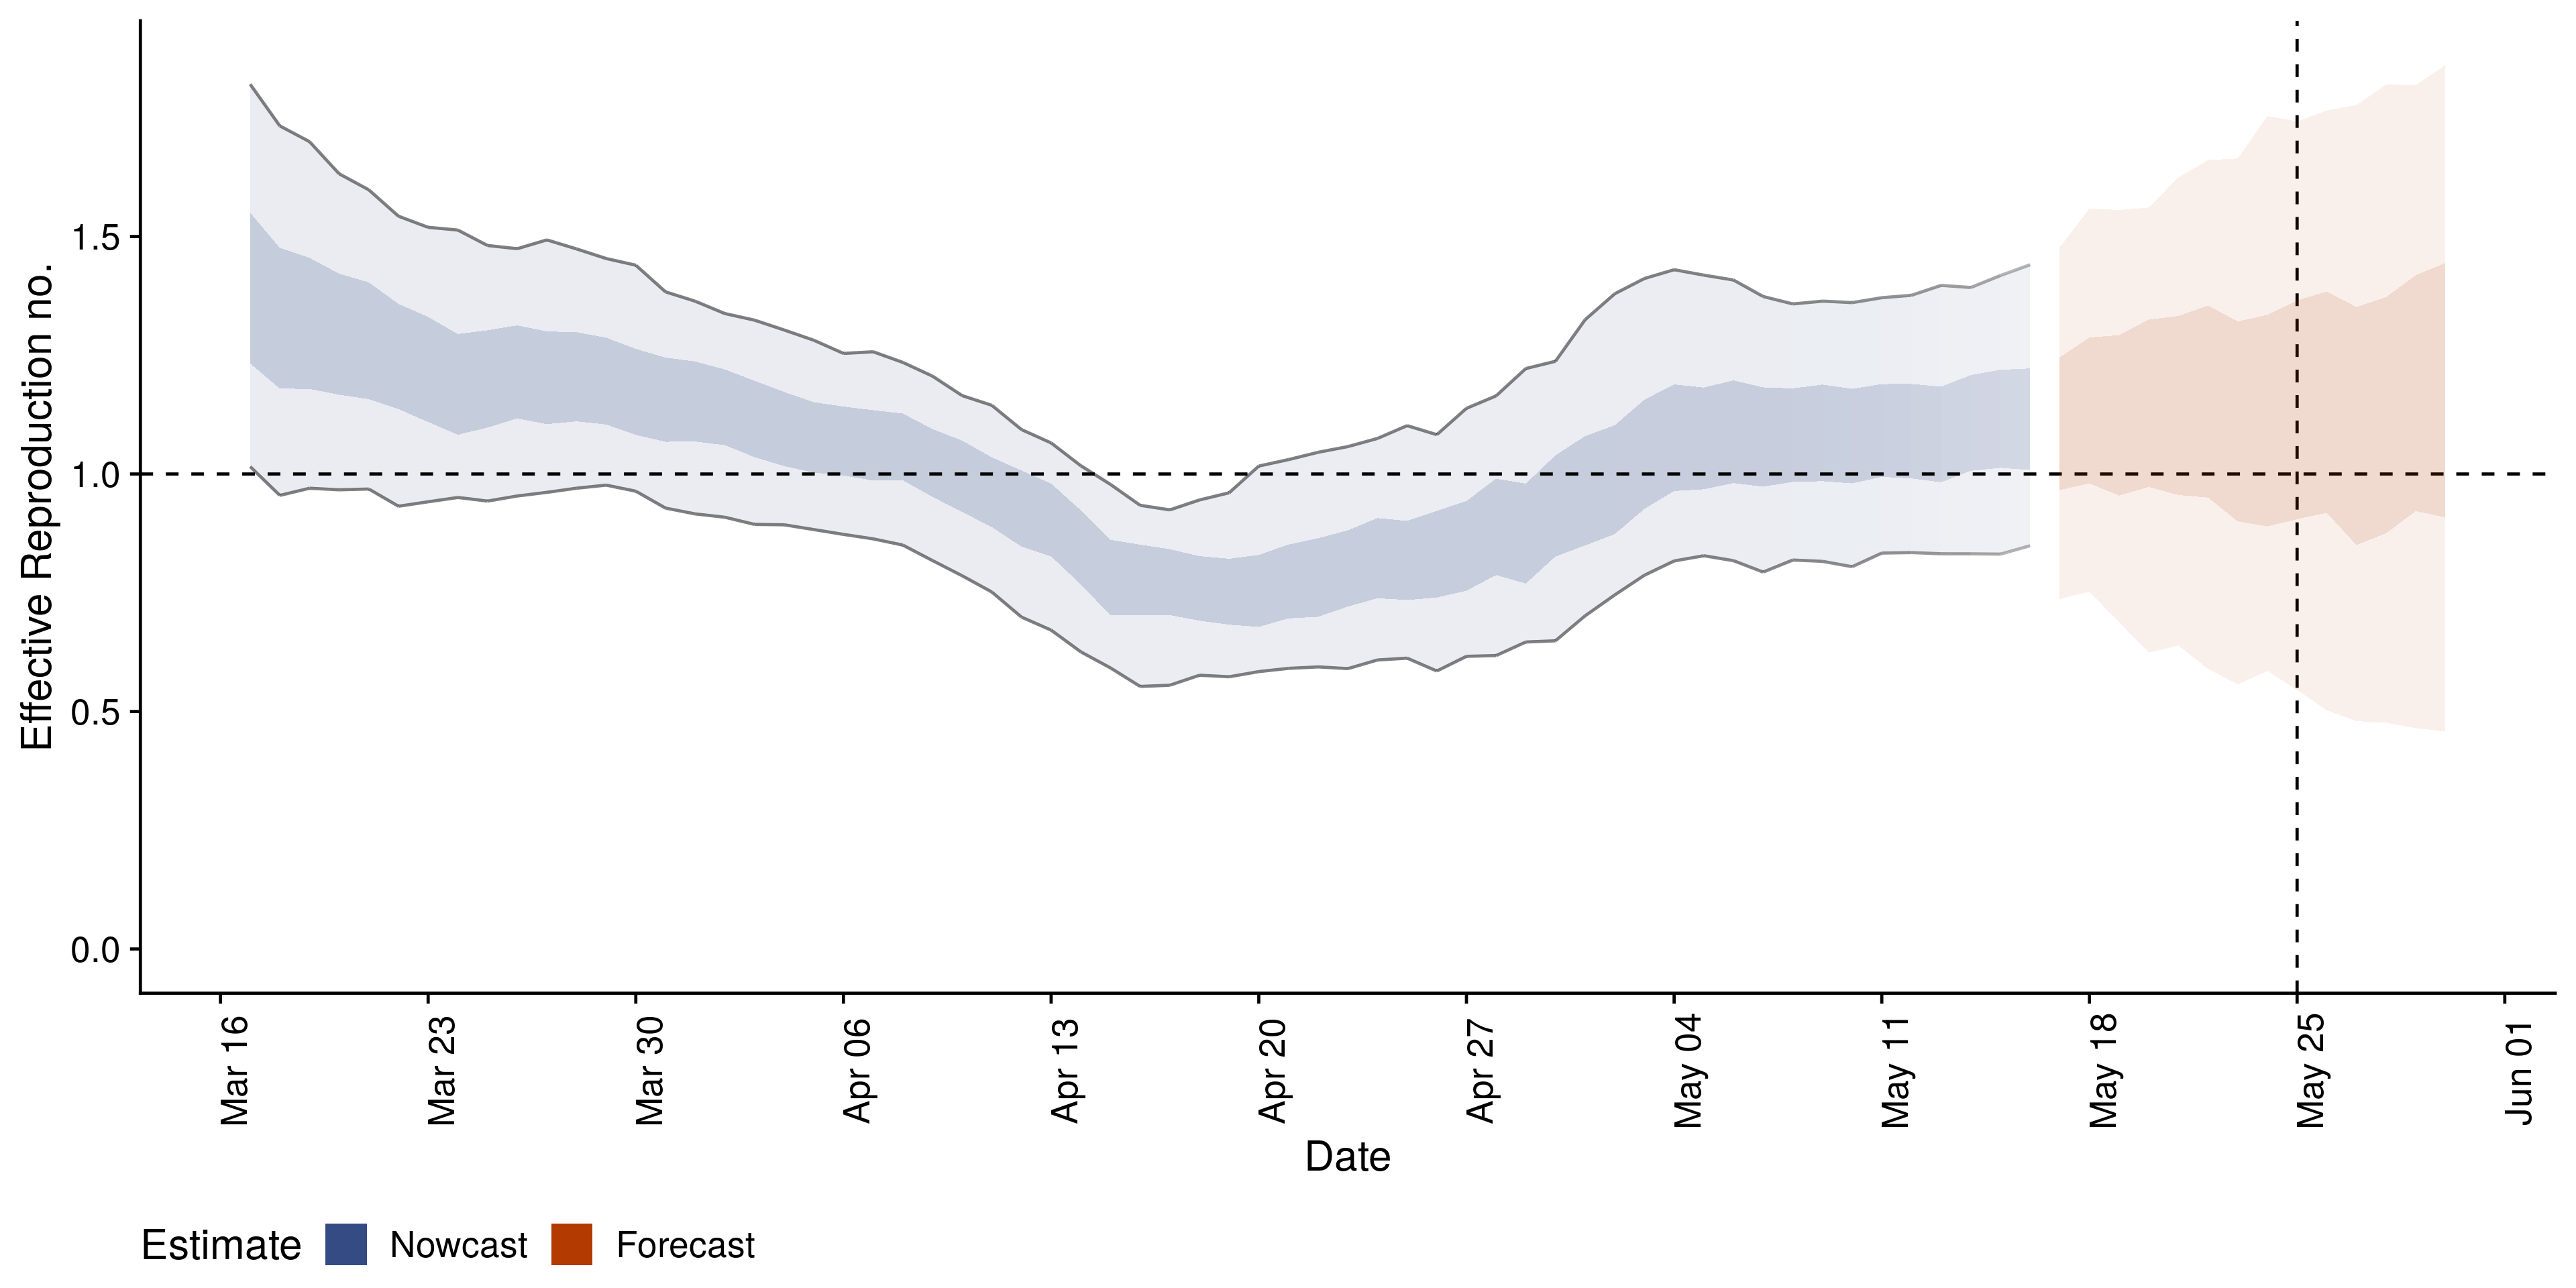 Effective Reproduction no.
1.5
1.0
0.5
0.0
Mar 16
Mar 23
Mar 30
Apr 06
Apr 13
Apr 20
Apr 27
May 04
May 11
May 18
May 25
Jun 01
Date
Estimate Nowcast Forecast